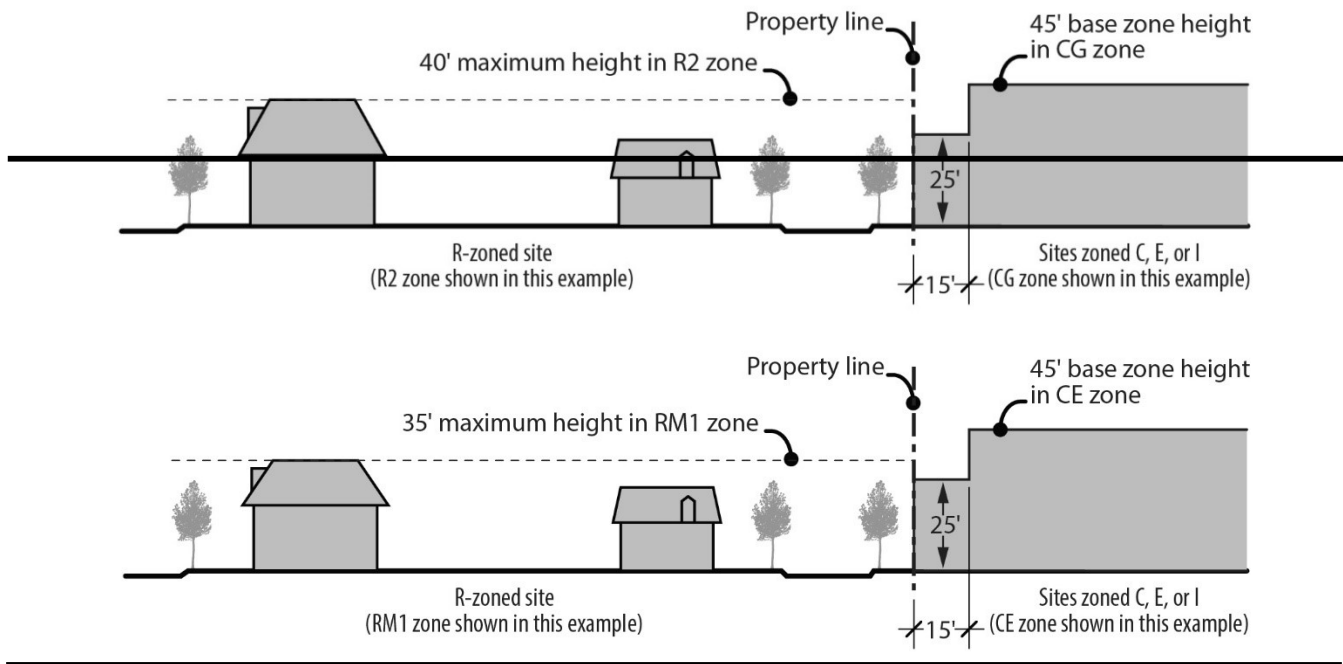 Property line
45' base zone height
in CG zone
40' maximum height in R2 zone
25'
R-zoned site
(R2 zone shown in this example)
Sites zoned C, E, or I
(CG zone shown in this example)
15'
Property line
45' base zone height
in CE zone
35' maximum height in RM1 zone
25'
R-zoned site
(RM1 zone shown in this example)
Sites zoned C, E, or I
(CE zone shown in this example)
15'